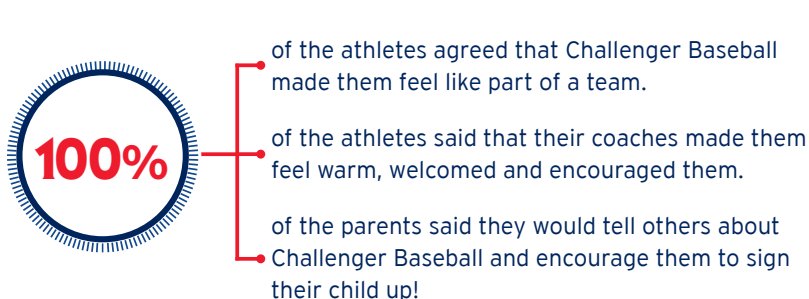 100%
of the athletes agreed that Challenger Baseball
made them feel like part of a team.
of the athletes said that their coaches made them
feel warm, welcomed and encouraged them.
of the parents said they would tell others about
Challenger Baseball and encourage them to sign
their child up!